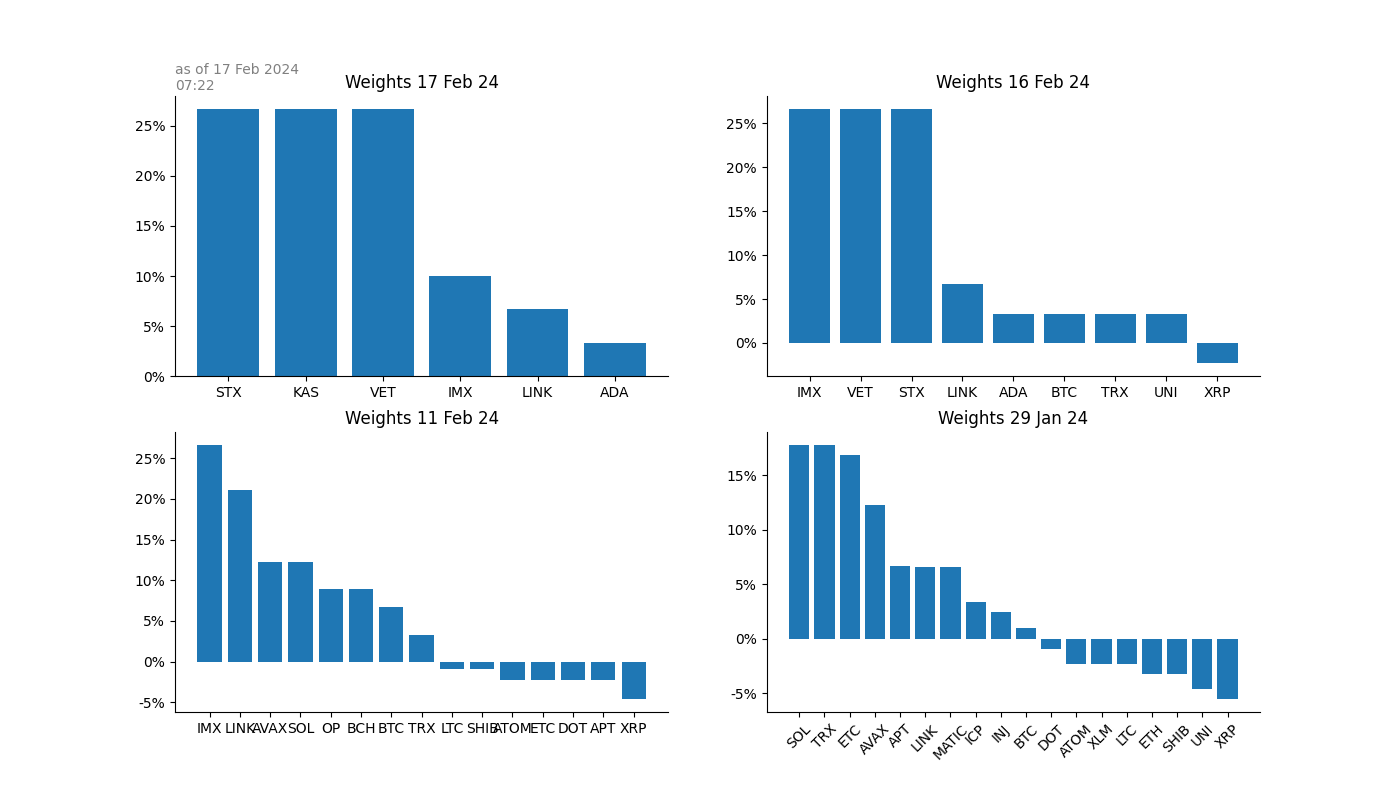 as of 17 Feb 2024
07:22
Weights 17 Feb 24
25%
20%
15%
10%
5%
0%
STX KAS VET IMX LINK ADA
Weights 16 Feb 24
25%
20%
15%
10%
5%
0%
IMX VET STX LINK ADA BTC TRX UNI XRP
Weights 11 Feb 24
25%
20%
15%
10%
5%
0%
-5%
IMX LINK AVAX SOL OP BCH BTC TRX LTC SHIB ATOM ETC DOT APT XRP
Weights 29 Jan 24
15%
10%
5%
0%
-5%
SOL TRX ETC AVAX APT LINK MATIC ICP INJ BTC DOT ATOM XLM LTC ETH SHIB UNI XRP